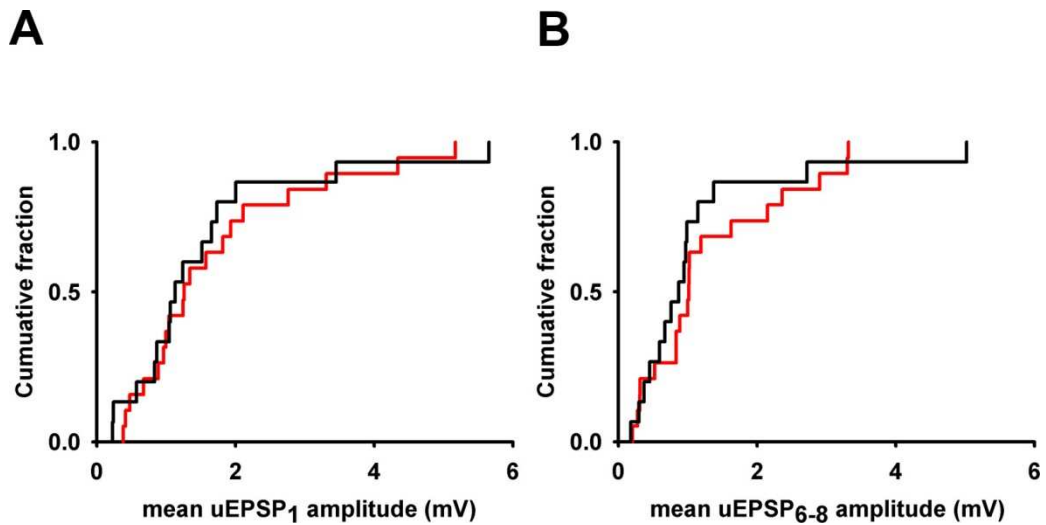 A
B
1.0
0.5
0.0
Cumuative fraction
0
2
4
6
mean uEPSP1 amplitude (mV)
1.0
0.5
0.0
Cumuative fraction
0
2
4
6
mean uEPSP6-8 amplitude (mV)